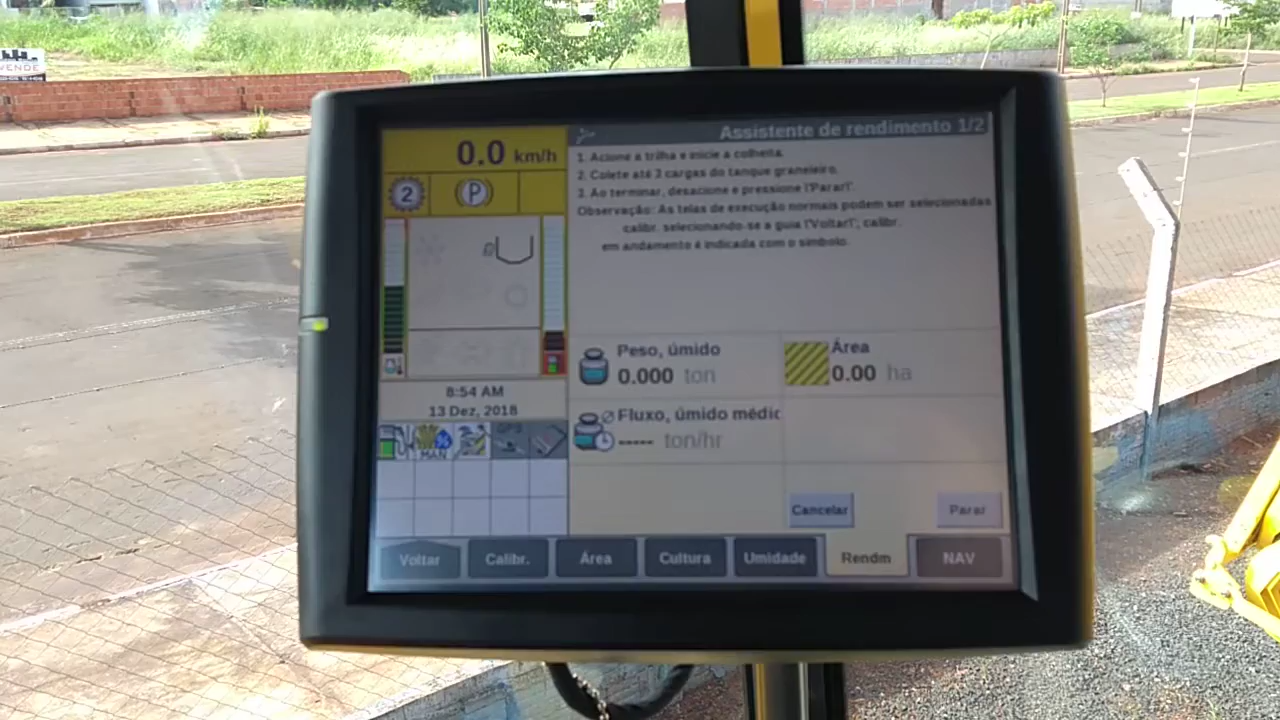 VENDE
0.0 km/h
2
P
Assistente de rendimento 1/2
1. Acione a trilha e inicie a colheita.
2. Colete até 3 cargas do tanque graneleiro.
3. Ao terminar, desacione e pressione \'Parar\'.
Observação: As telas de execução normais podem ser selecionadas
calibr. selecionando-se a guia \'Voltar\'; calibr.
em andamento é indicada com o símbolo.
Peso, úmido
0.000 ton
Área
0.00 ha
8:54 AM
13 Dez, 2018
Fluxo, úmido médic
----- ton/hr
MAN
GPS
Cancelar
Parar
Voltar
Calibr.
Área
Cultura
Umidade
Rendm
NAV